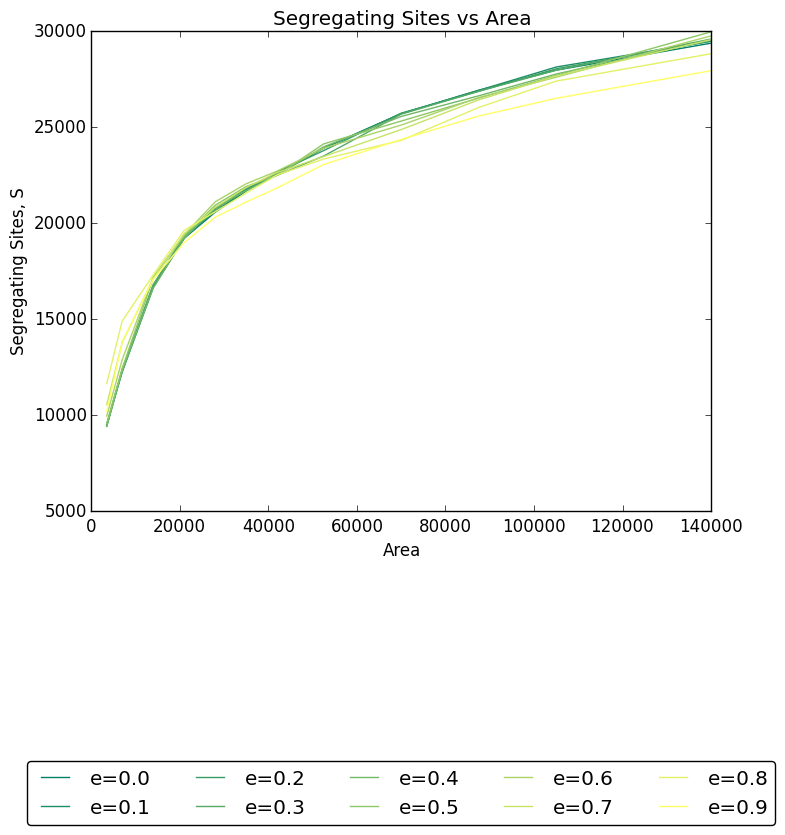 Segregating Sites vs Area
30000
25000
20000
15000
10000
5000
Segregating Sites, S
0 20000 40000 60000 80000 100000 120000 140000
Area
e=0.0 e=0.2 e=0.4 e=0.6 e=0.8
e=0.1 e=0.3 e=0.5 e=0.7 e=0.9